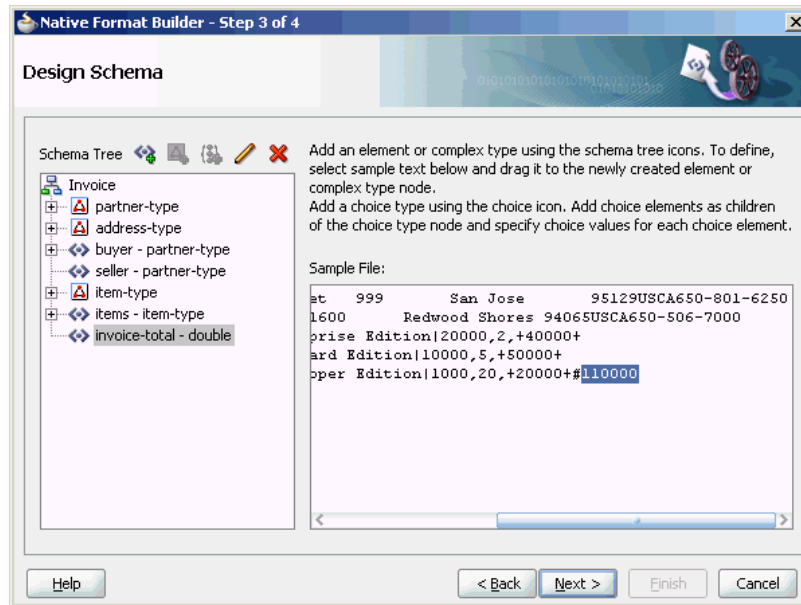 Native Format Builder - Step 3 of 4
Design Schema
Schema Tree
Invoice
partner-type
address-type
buyer - partner-type
seller - partner-type
item-type
items - item-type
invoice-total - double
Add an element or complex type using the schema tree icons. To define,
select sample text below and drag it to the newly created element or
complex type node.
Add a choice type using the choice icon. Add choice elements as children
of the choice type node and specify choice values for each choice element.
Sample File:
et 999 San Jose 95129USCA650-801-6250
1600 Redwood Shores 94065USCA650-506-7000
prise Edition|20000,2,+40000+
ard Edition|10000,5,+50000+
oper Edition|1000,20,+20000+#110000
Help
< Back
Next >
Finish
Cancel